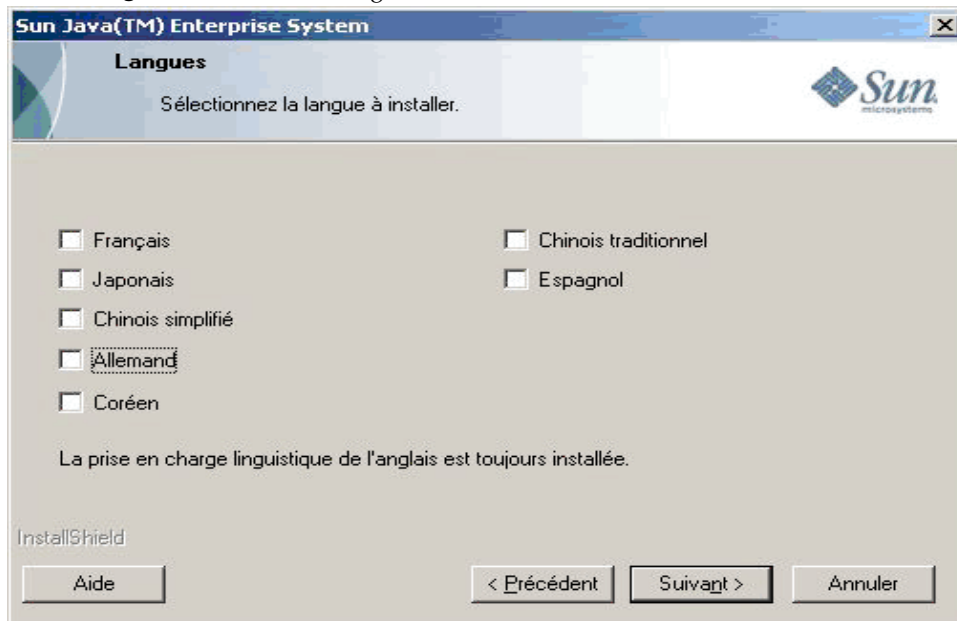 Sun Java(TM) Enterprise System
Langues
Sélectionnez la langue à installer.
Sun
microsystems
Français
Chinois traditionnel
Japonais
Espagnol
Chinois simplifié
Allemand
Coréen
La prise en charge linguistique de l'anglais est toujours installée.
InstallShield
Aide
< Précédent
Suivant >
Annuler